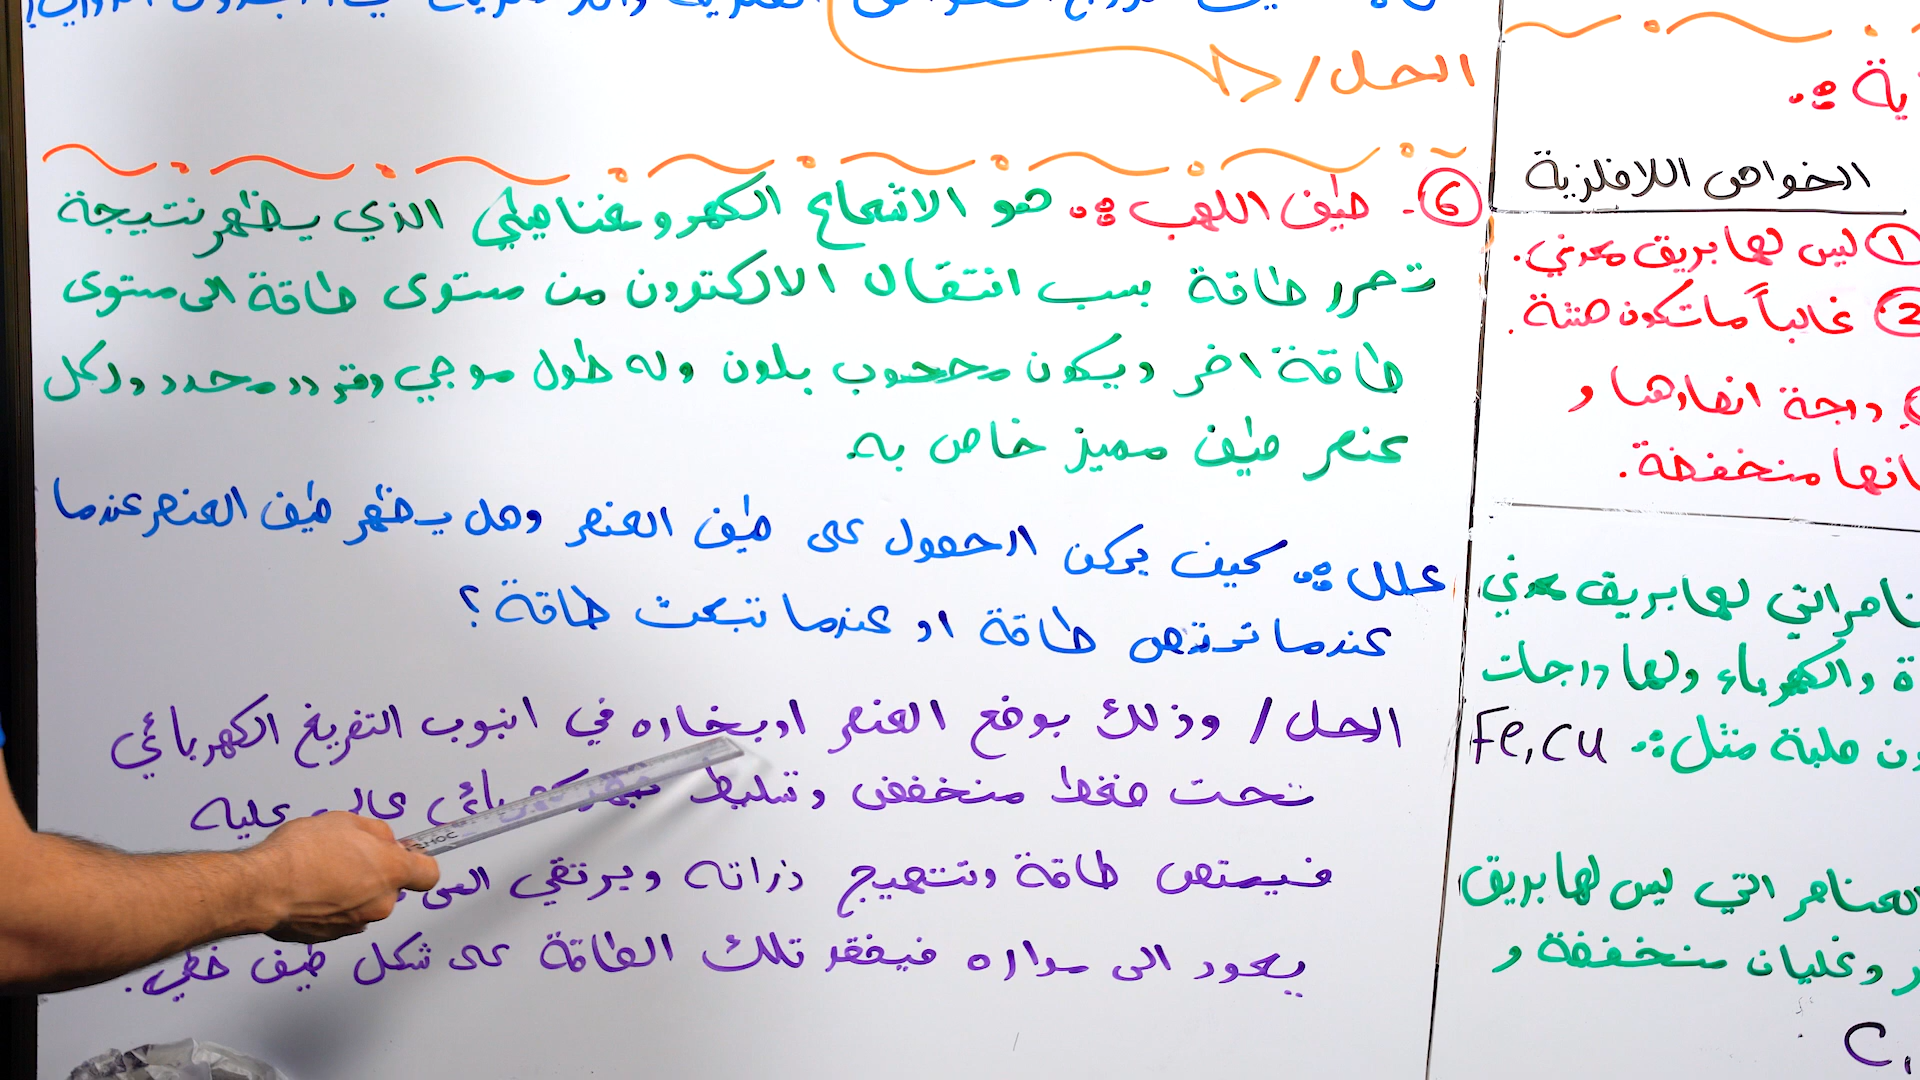 الحل /
⑥. طيف اللهب: هو الاشعاع الكهرومغناطيسي الذي يظهر نتيجة
تحرر طاقة بسبب انتقال الالكترون من مستوى طاقة الى مستوى
طاقة اخر ويكون مصحوب بلون وله طول موجي وتردد محدد ولكل
عنصر طيف مميز خاص به.
علل: كيف يمكن الحصول على طيف العنصر وهل يظهر طيف العنصر عندما
عندما تمتص طاقة او عندما تبعث طاقة؟
الحل / وذلك بوضع العنصر او بخاره في انبوب التفريغ الكهربائي
تحت ضغط منخفض وتسليط عالي عليه
فيمتص طاقة وتتهيج ذراته ويرتقي
يعود الى مداره فيفقد تلك الطاقة على شكل طيف خطي.
الخواص اللافلزية
① ليس لها بريق معدني.
② غالباً ما تكون هشة.
درجة انصهارها و
منخفضة.
التي لها بريق معدني
والكهرباء ولها درجات
صلبة مثل: Fe, Cu
العناصر التي ليس لها بريق
وغليان منخفضة و
C,